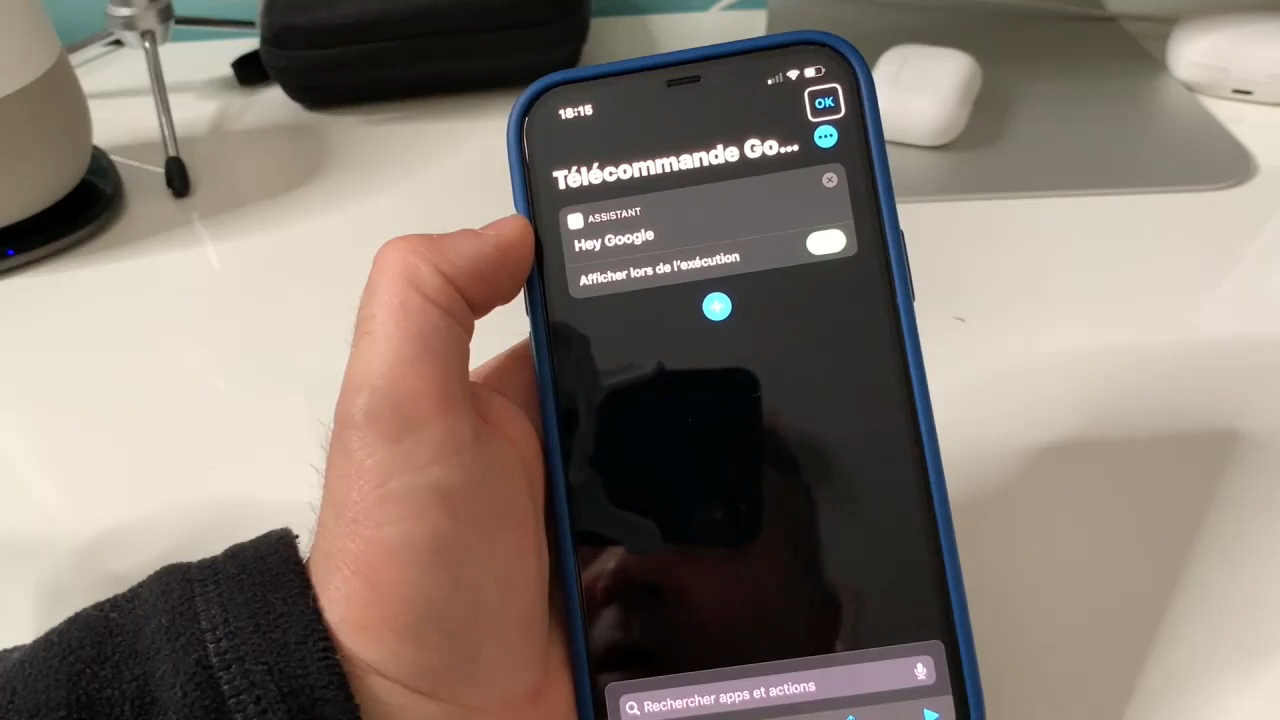 18:15
OK
Télécommande Go...
ASSISTANT
Hey Google
Afficher lors de l'exécution
Rechercher apps et actions